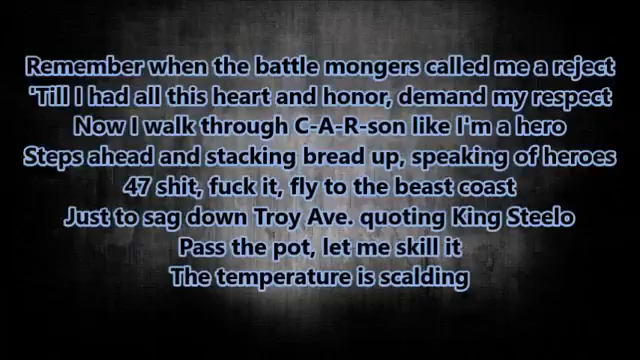 Remember when the battle mongers called me a reject
'Till I had all this heart and honor, demand my respect
Now I walk through C-A-R-son like I'm a hero
Steps ahead and stacking bread up, speaking of heroes
47 shit, fuck it, fly to the beast coast
Just to sag down Troy Ave. quoting King Steelo
Pass the pot, let me skill it
The temperature is scalding